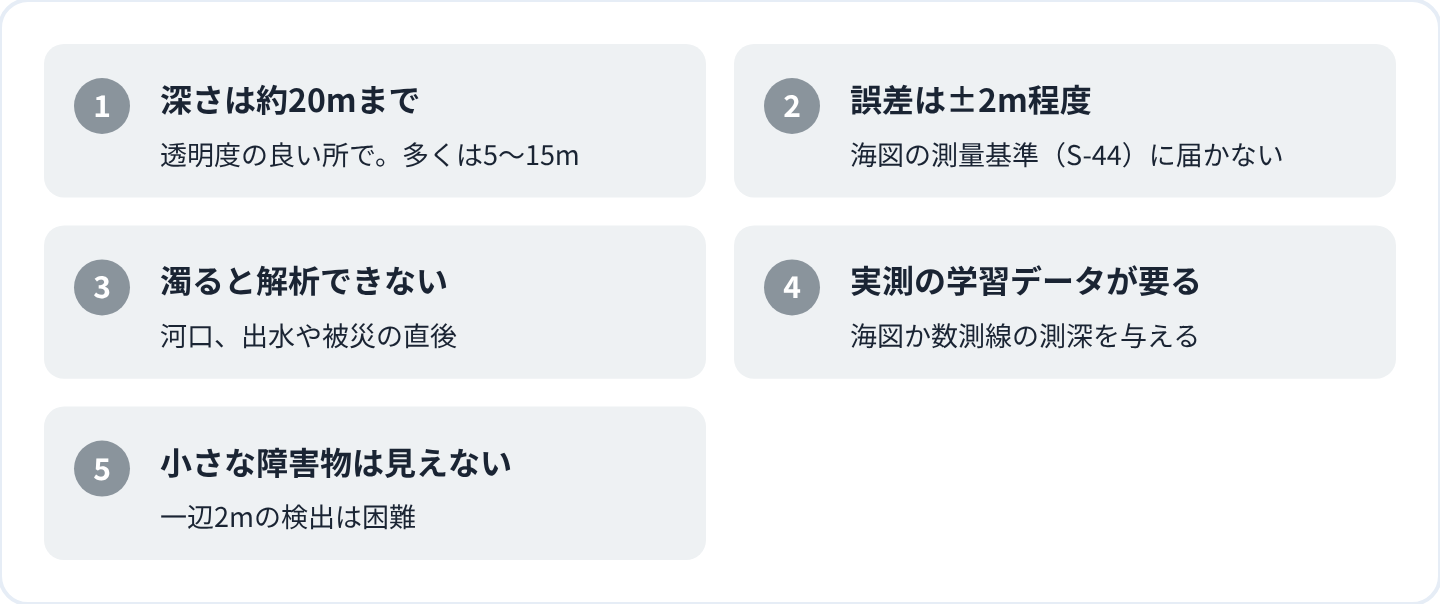 1
深さは約20mまで
透明度の良い所で。多くは5〜15m
2
誤差は±2m程度
海図の測量基準（S-44）に届かない
3
濁ると解析できない
河口、出水や被災の直後
4
実測の学習データが要る
海図か数測線の測深を与える
5
小さな障害物は見えない
一辺2mの検出は困難